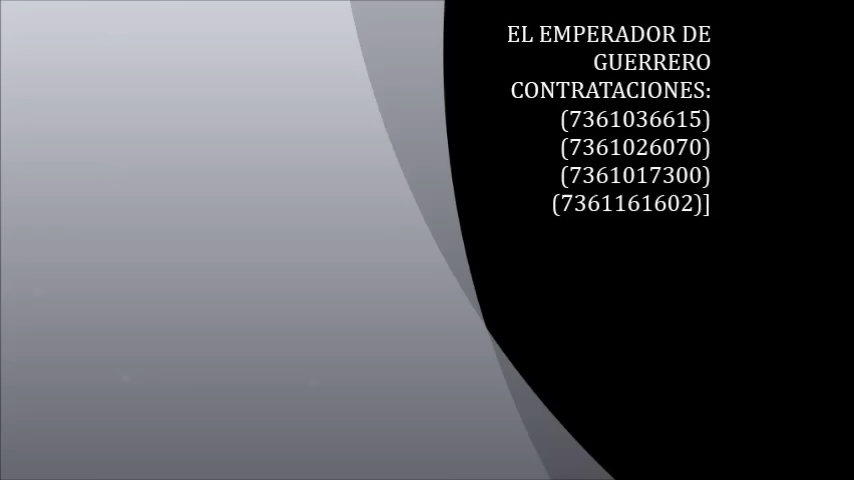 EL EMPERADOR DE
GUERRERO
CONTRATACIONES:
(7361036615)
(7361026070)
(7361017300)
(7361161602)]